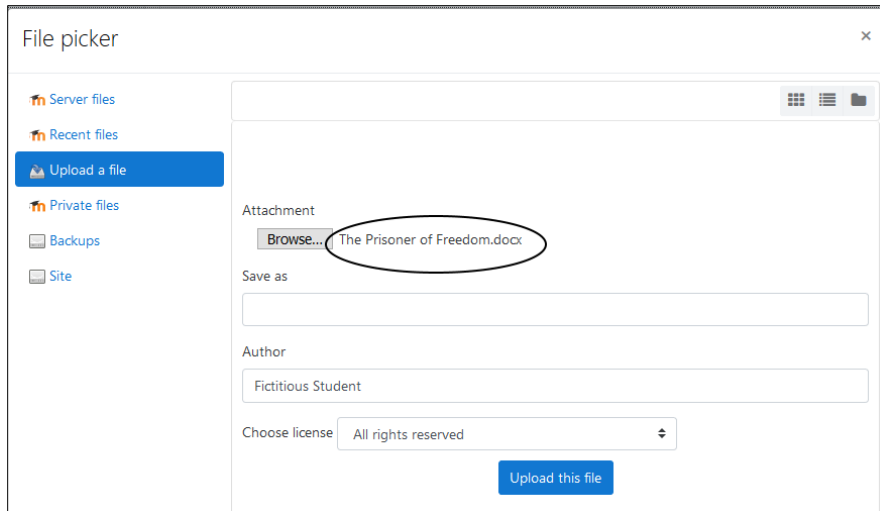 File picker
×
Server files
Recent files
Upload a file
Private files
Backups
Site
Attachment
Browse... The Prisoner of Freedom.docx
Save as
Author
Fictitious Student
Choose license All rights reserved
Upload this file